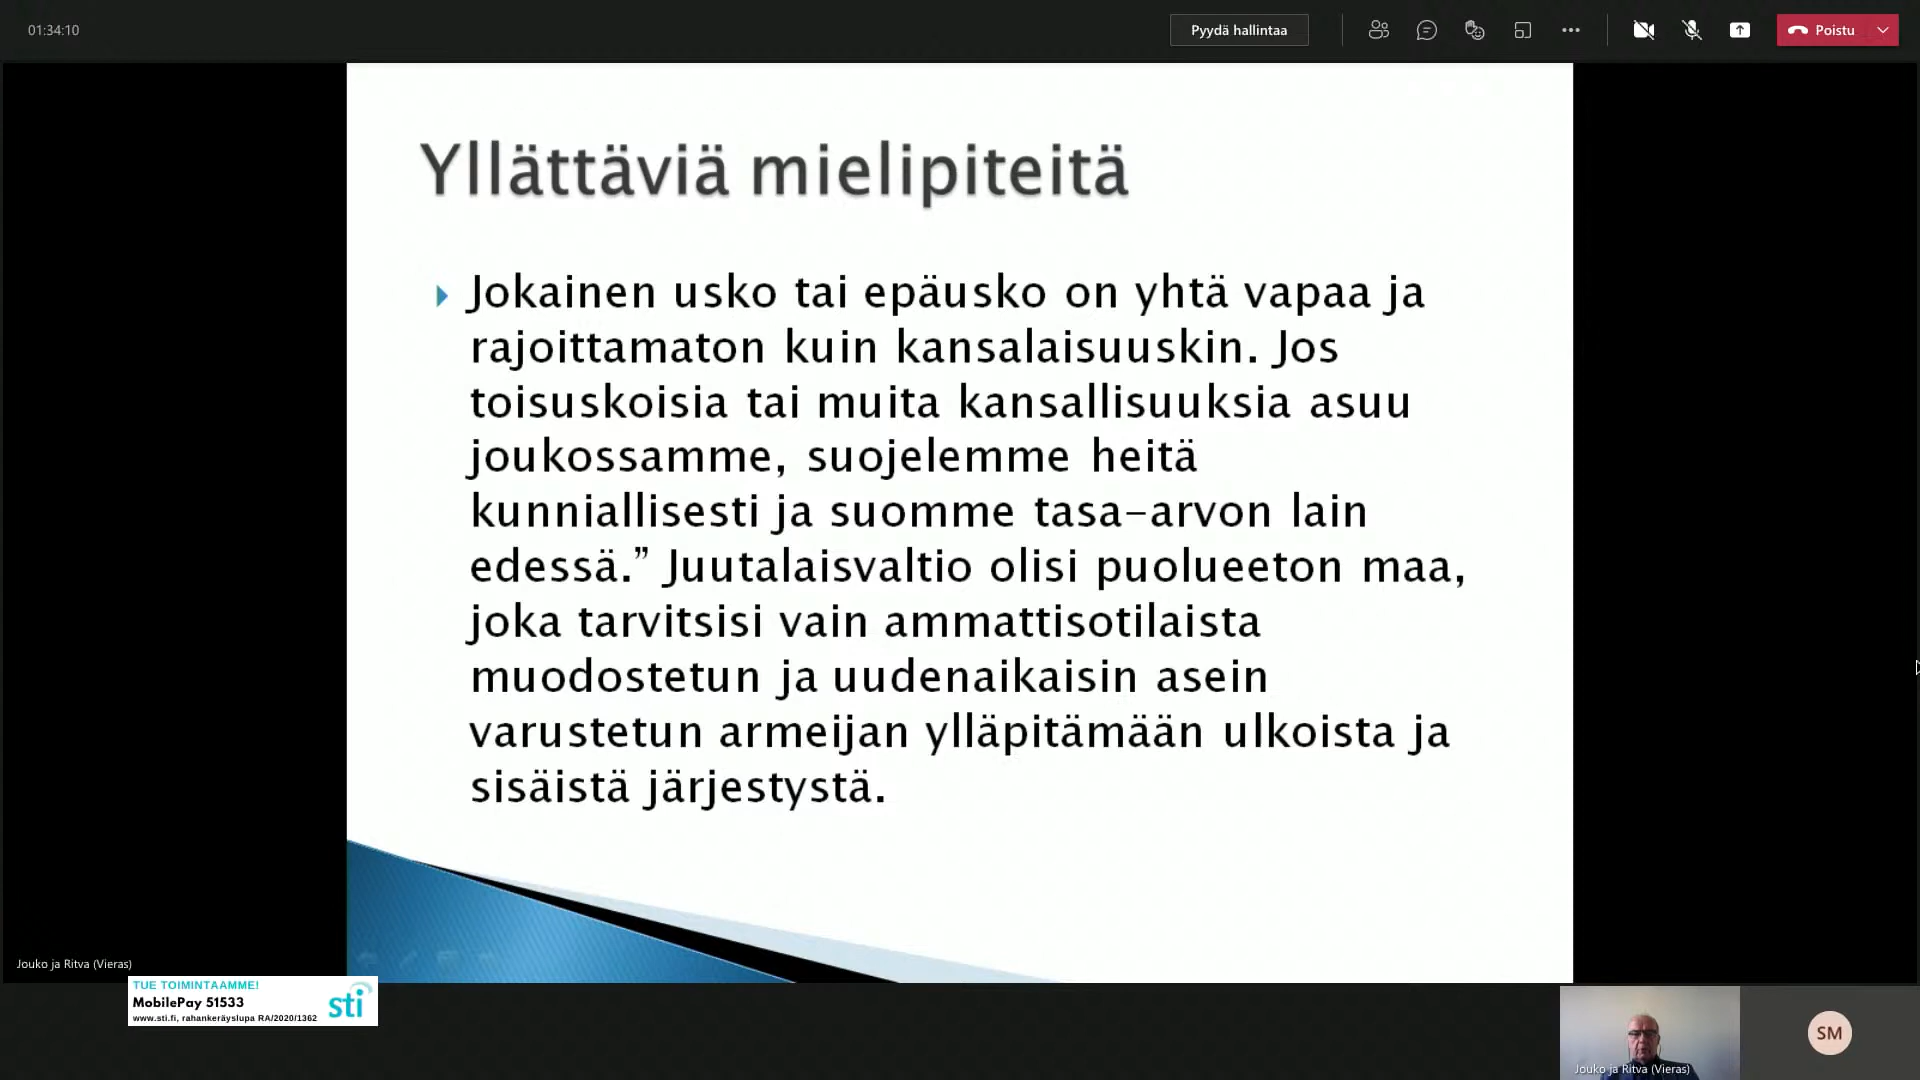 01:34:10
Pyydä hallintaa
Poistu
Yllättäviä mielipiteitä
Jokainen usko tai epäusko on yhtä vapaa ja
rajoittamaton kuin kansalaisuuskin. Jos
toisuskoisia tai muita kansallisuuksia asuu
joukossamme, suojelemme heitä
kunniallisesti ja suomme tasa-arvon lain
edessä.” Juutalaisvaltio olisi puolueeton maa,
joka tarvitsisi vain ammattisotilaista
muodostetun ja uudenaikaisin asein
varustetun armeijan ylläpitämään ulkoista ja
sisäistä järjestystä.
Jouko ja Ritva (Vieras)
TUE TOIMINTAAMME!
MobilePay 51533
www.sti.fi, rahankeräyslupa RA/2020/1362
sti
Jouko ja Ritva (Vieras)
SM